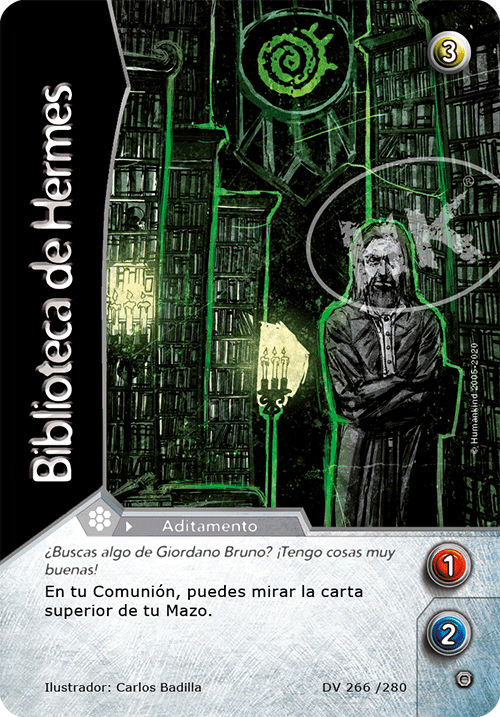 3
Biblioteca de Hermes
© Humankind 2005-2020
Aditamento
¿Buscas algo de Giordano Bruno? ¡Tengo cosas muy
buenas!
En tu Comunión, puedes mirar la carta
superior de tu Mazo.
1
2
Ilustrador: Carlos Badilla
DV 266 /280